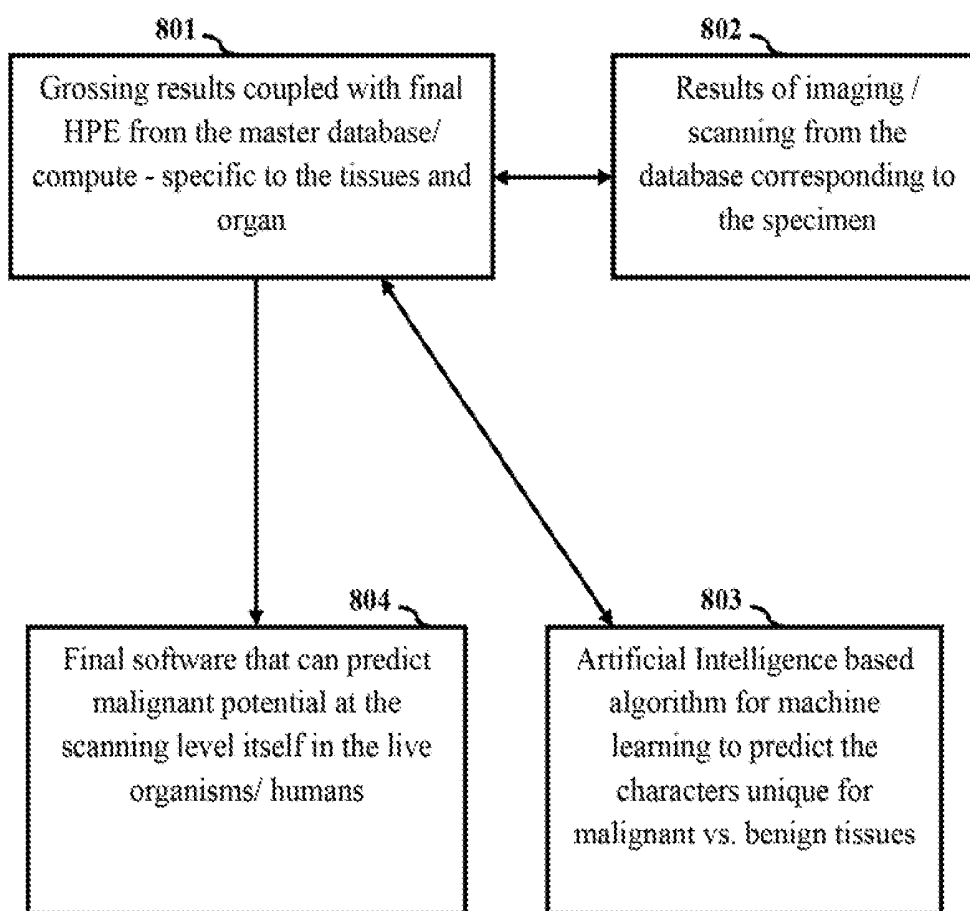 801
Grossing results coupled with final
HPE from the master database/
compute - specific to the tissues and
organ
802
Results of imaging /
scanning from the
database corresponding to
the specimen
804
Final software that can predict
malignant potential at the
scanning level itself in the live
organisms/ humans
803
Artificial Intelligence based
algorithm for machine
learning to predict the
characters unique for
malignant vs. benign tissues